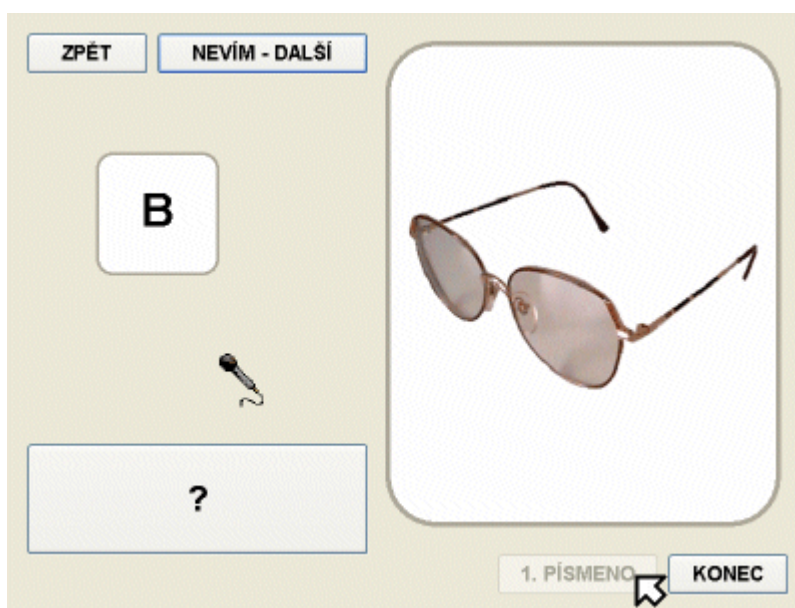 ZPĚT
NEVÍM - DALŠÍ
B
?
1. PÍSMENO
KONEC